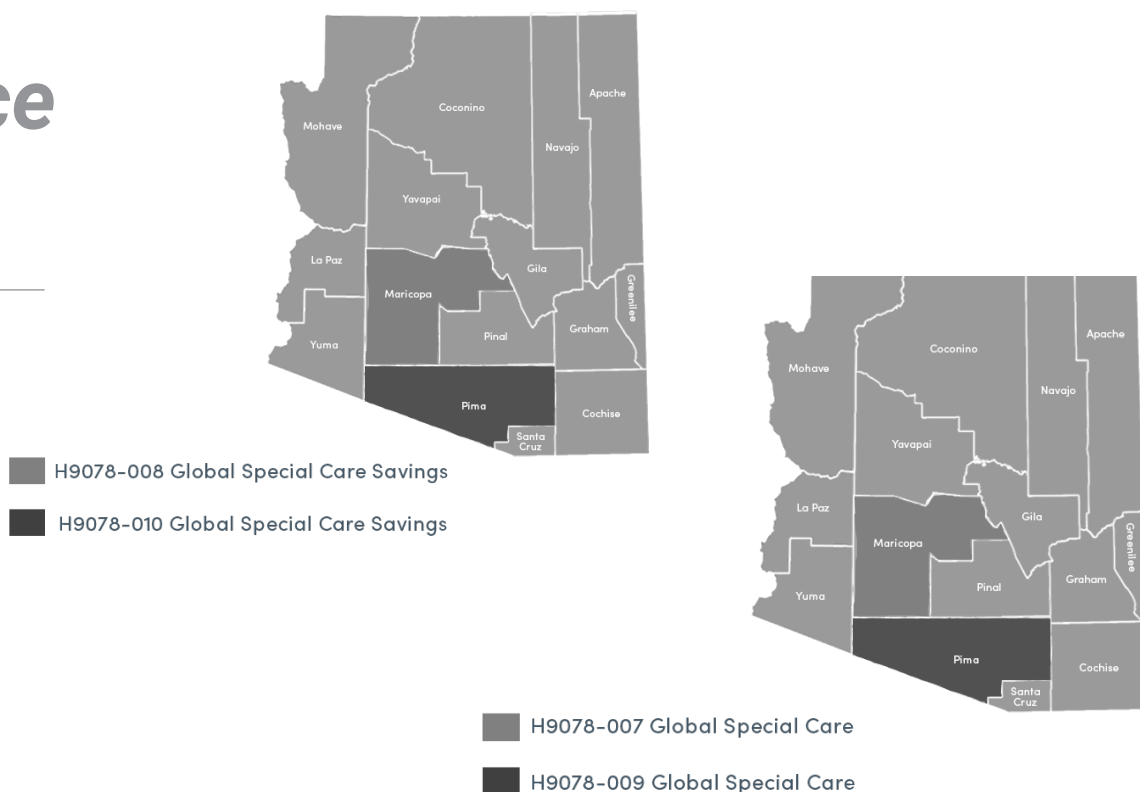 ce
Mohave
Coconino
Navajo
Apache
Yavapai
La Paz
Maricopa
Gila
Greenlee
Yuma
Pinal
Graham
Pima
Cochise
Santa
Cruz
H9078-008 Global Special Care Savings
H9078-010 Global Special Care Savings
Mohave
Coconino
Navajo
Apache
Yavapai
La Paz
Maricopa
Gila
Greenlee
Yuma
Pinal
Graham
Pima
Cochise
Santa
Cruz
H9078-007 Global Special Care
H9078-009 Global Special Care